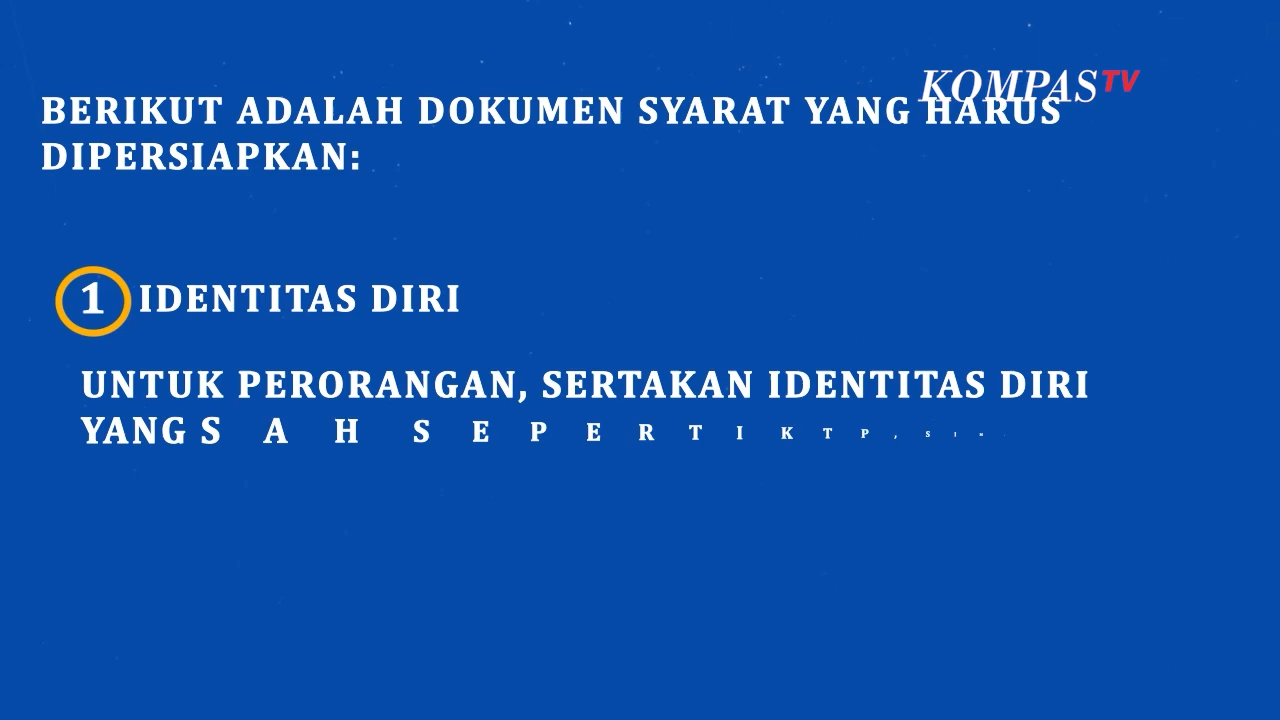 KOMPASTV
BERIKUT ADALAH DOKUMEN SYARAT YANG HARUS
DIPERSIAPKAN:
1 IDENTITAS DIRI
UNTUK PERORANGAN, SERTAKAN IDENTITAS DIRI
YANG SAH SEPERTI KTP,